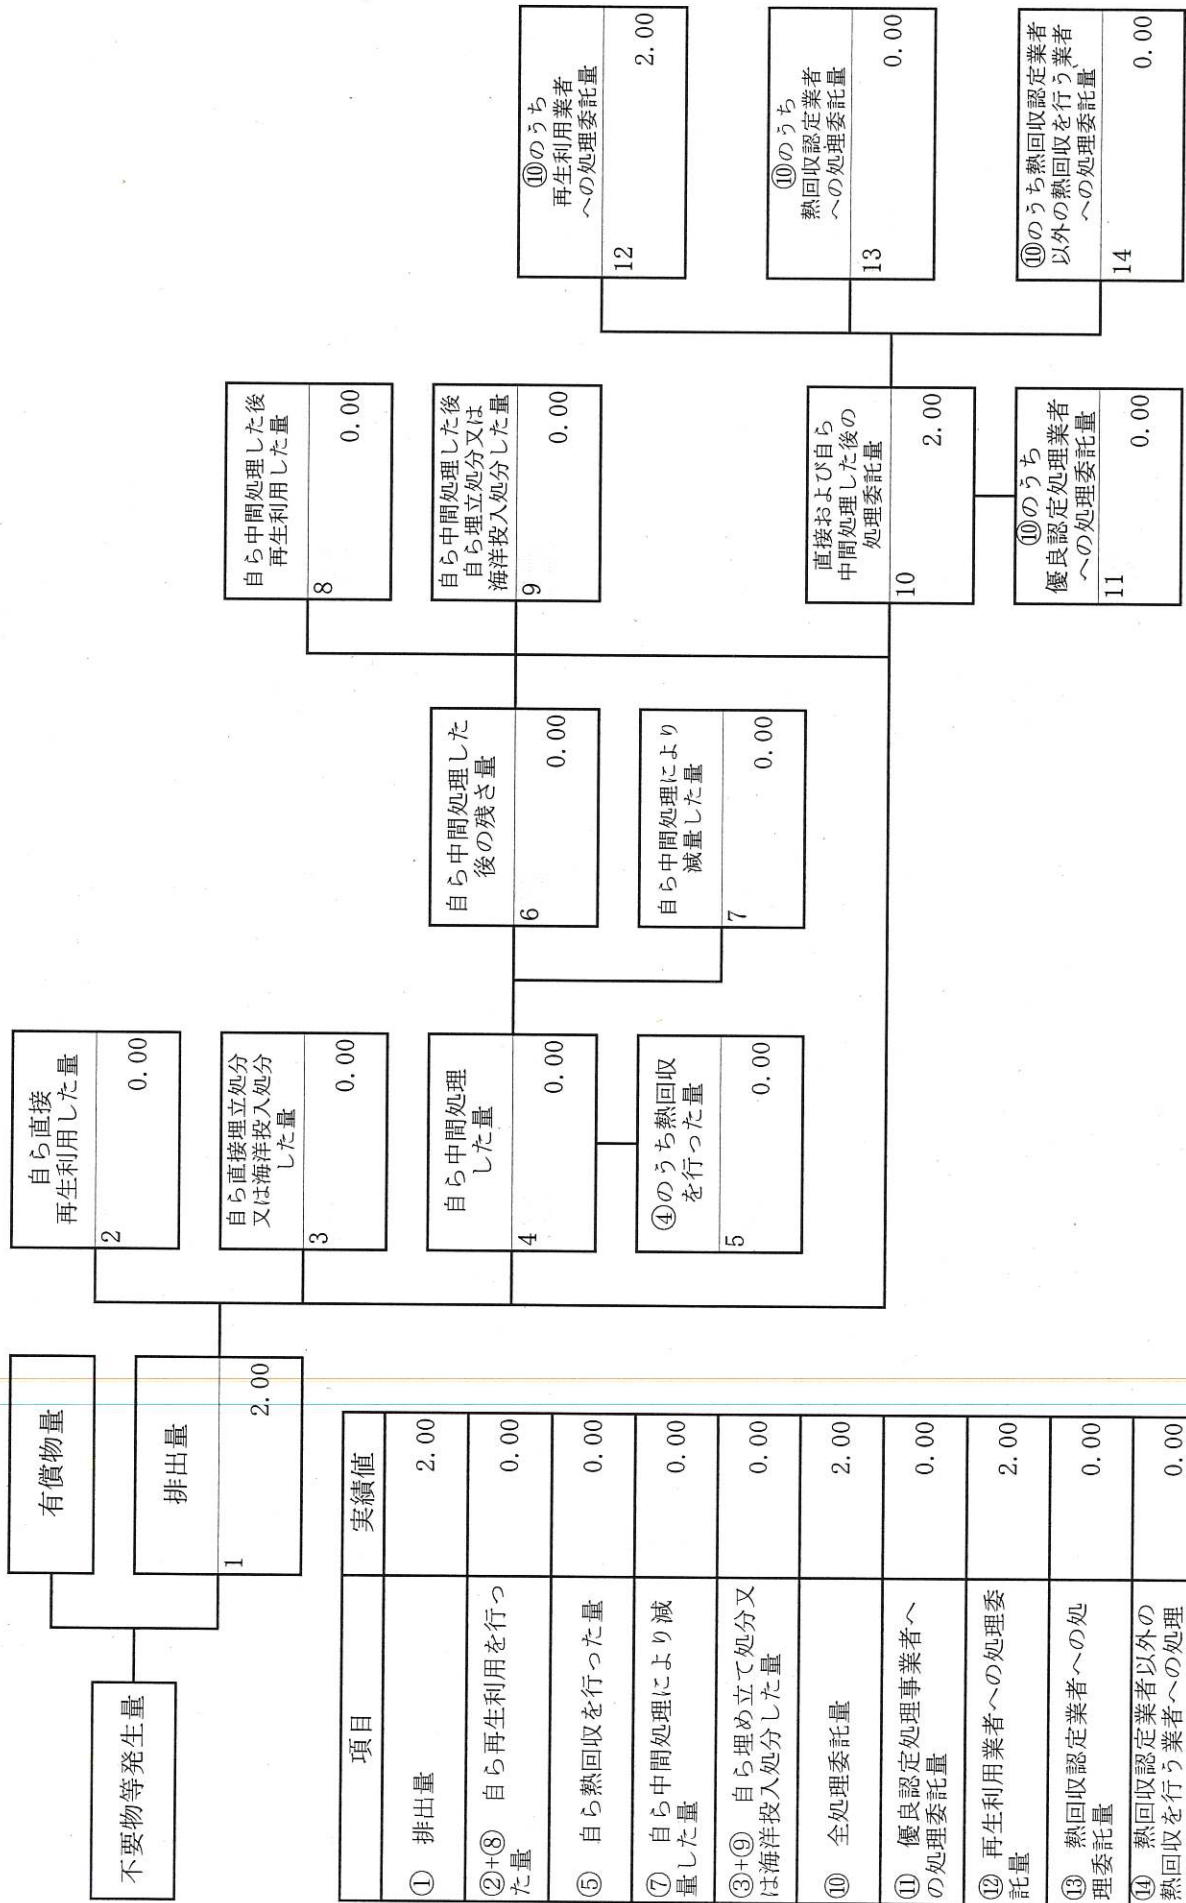 不要物等発生量
有償物量
排出量
1
2.00
自ら直接
再生利用した量
2
0.00
自ら直接埋立処分
又は海洋投入処分
した量
3
0.00
自ら中間処理
した量
4
0.00
④のうち熱回収
を行った量
5
0.00
自ら中間処理した
後の残さ量
6
0.00
自ら中間処理により
減量した量
7
0.00
自ら中間処理した後
再生利用した量
8
0.00
自ら中間処理した後
自ら埋立処分又は
海洋投入処分した量
9
0.00
直接および自ら
中間処理した後の
処理委託量
10
2.00
⑩のうち
優良認定処理業者
への処理委託量
11
0.00
⑩のうち
再生利用業者
への処理委託量
12
2.00
⑩のうち
熱回収認定業者
への処理委託量
13
0.00
⑩のうち熱回収認定業者
以外の熱回収を行う業者
への処理委託量
14
0.00
項目 実績値
① 排出量 2.00
②+⑧ 自ら再生利用を行っ
た量 0.00
⑤ 自ら熱回収を行った量 0.00
⑦ 自ら中間処理により減
量した量 0.00
③+⑨ 自ら埋め立て処分又
は海洋投入処分した量 0.00
⑩ 全処理委託量 2.00
⑪ 優良認定処理事業者へ
の処理委託量 0.00
⑫ 再生利用業者への処理委
託量 2.00
⑬ 熱回収認定業者への処
理委託量 0.00
⑭ 熱回収認定業者以外の
熱回収を行う業者への処理 0.00